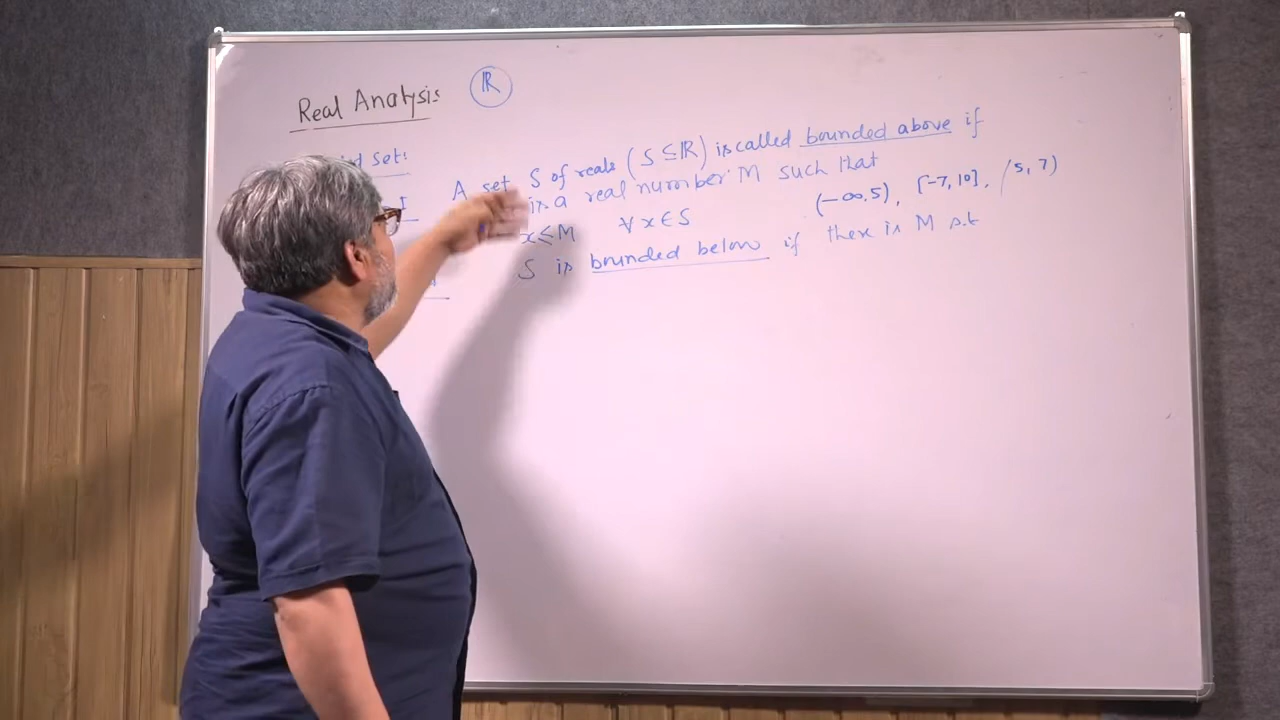 Real Analysis ℝ
set:
A set S of reals (S ⊆ ℝ) is called bounded above if
is a real number M such that
x ≤ M ∀ x ∈ S (-∞, 5), [-7, 10], (5, 7)
S is bounded below if there is M s.t